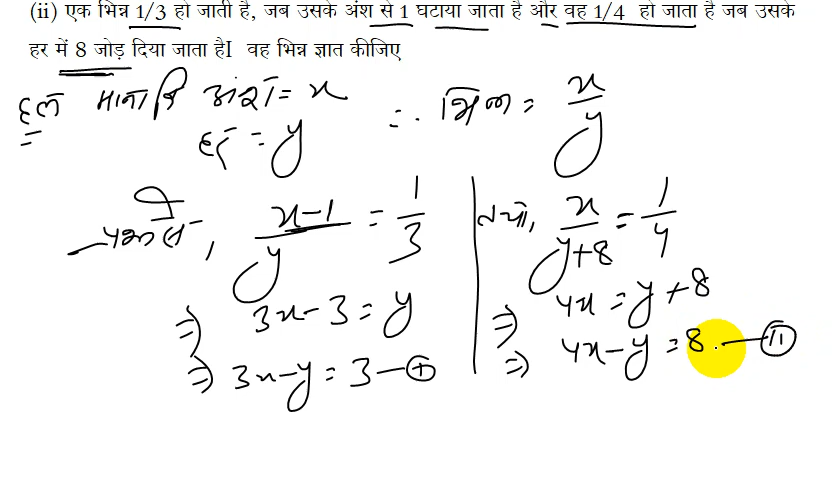 (ii) एक भिन्न 1/3 हो जाती है, जब उसके अंश से 1 घटाया जाता है और वह 1/4 हो जाता है जब उसके
हर में 8 जोड़ दिया जाता हैI वह भिन्न ज्ञात कीजिए
हल माना कि अंश = x ∴ भिन्न = x/y
हर = y
प्रश्न से, (x-1)/y = 1/3
⇒ 3x-3 = y
⇒ 3x-y = 3 — (I)
तथा, x/(y+8) = 1/4
⇒ 4x = y+8
⇒ 4x-y = 8 — (II)